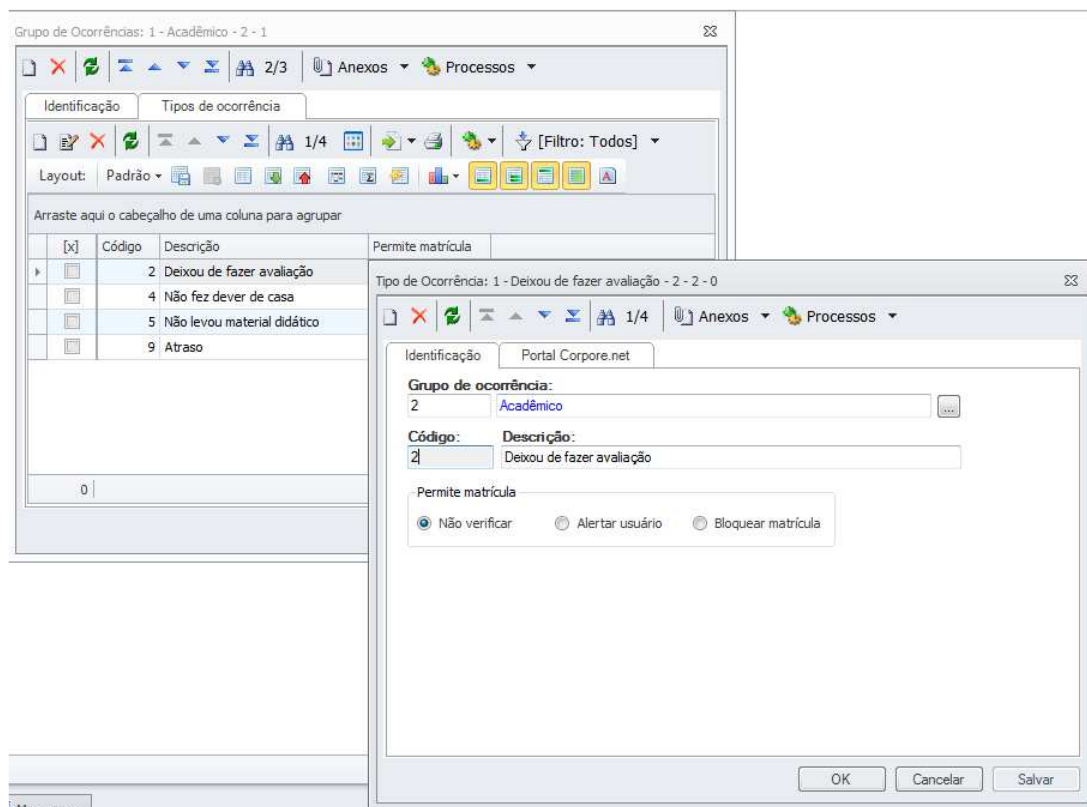 Grupo de Ocorrências: 1 - Acadêmico - 2 - 1
2/3 Anexos Processos
Identificação Tipos de ocorrência
1/4 [Filtro: Todos]
Layout: Padrão
Arraste aqui o cabeçalho de uma coluna para agrupar
[x] Código Descrição Permite matrícula
2 Deixou de fazer avaliação
4 Não fez dever de casa
5 Não levou material didático
9 Atraso
0
Tipo de Ocorrência: 1 - Deixou de fazer avaliação - 2 - 2 - 0
1/4 Anexos Processos
Identificação Portal Corpore.net
Grupo de ocorrência:
2 Acadêmico ...
Código: Descrição:
2 Deixou de fazer avaliação
Permite matrícula
Não verificar Alertar usuário Bloquear matrícula
OK Cancelar Salvar